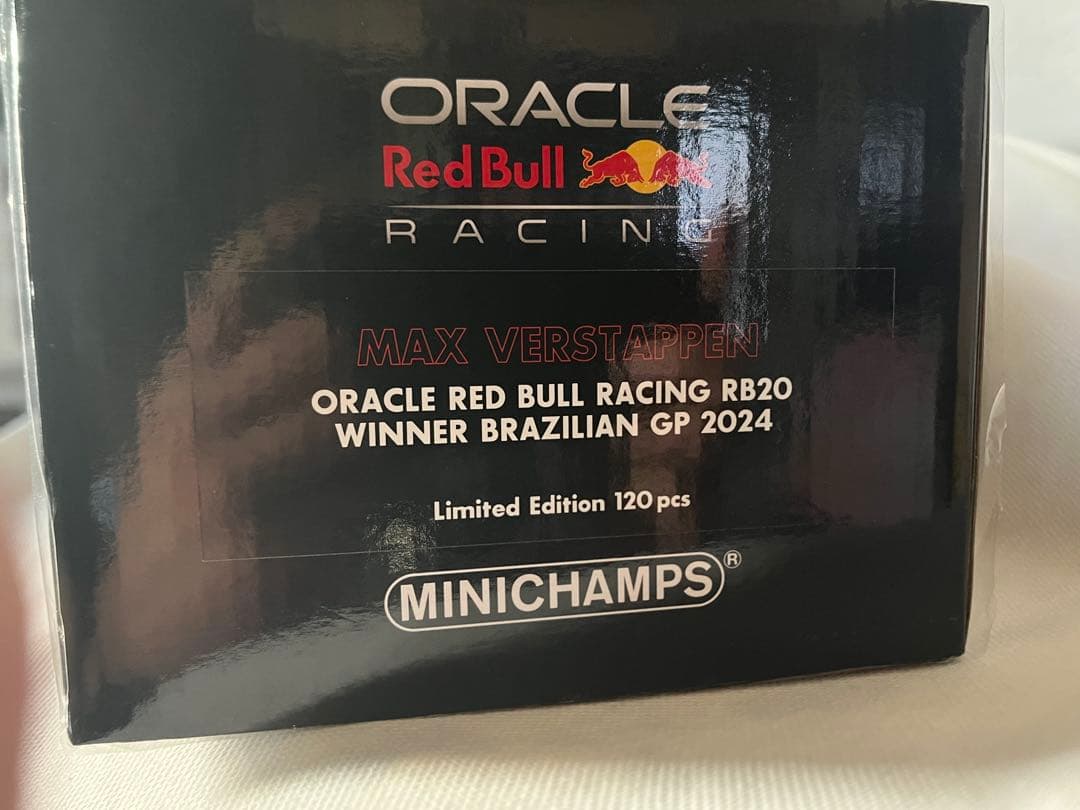 ORACLE
Red Bull
RACING
MAX VERSTAPPEN
ORACLE RED BULL RACING RB20
WINNER BRAZILIAN GP 2024
Limited Edition 120 pcs
MINICHAMPS®